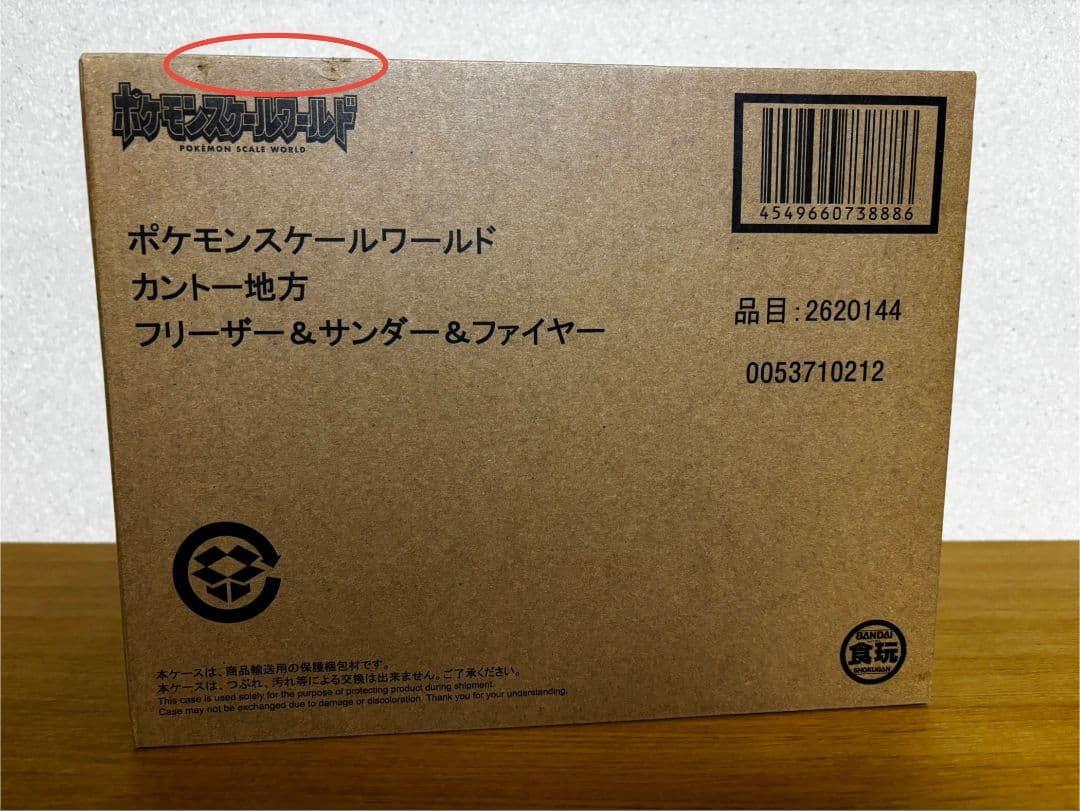 ポケモンスケールワールド
POKÉMON SCALE WORLD
4549660738886
ポケモンスケールワールド
カントー地方
フリーザー&サンダー&ファイヤー
品目:2620144
0053710212
本ケースは、商品輸送用の保護梱包材です。
本ケースは、つぶれ、汚れ等による交換は出来ません。ご了承ください。
This case is used solely for the purpose of protecting product during shipment.
Case may not be exchanged due to damage or discoloration. Thank you for your understanding.
BANDAI
食玩
SHOKUGAN